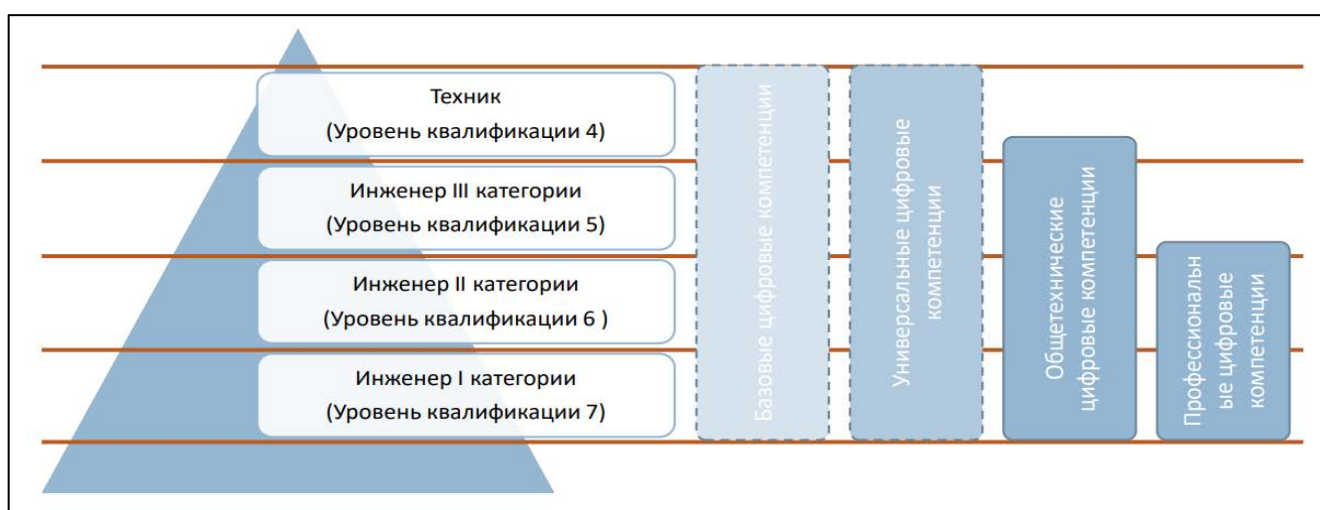 Техник
(Уровень квалификации 4)
Инженер III категории
(Уровень квалификации 5)
Инженер II категории
(Уровень квалификации 6 )
Инженер I категории
(Уровень квалификации 7)
Базовые цифровые компетенции
Универсальные цифровые
компетенции
Общетехнические
цифровые компетенции
Профессиональн
ые цифровые
компетенции